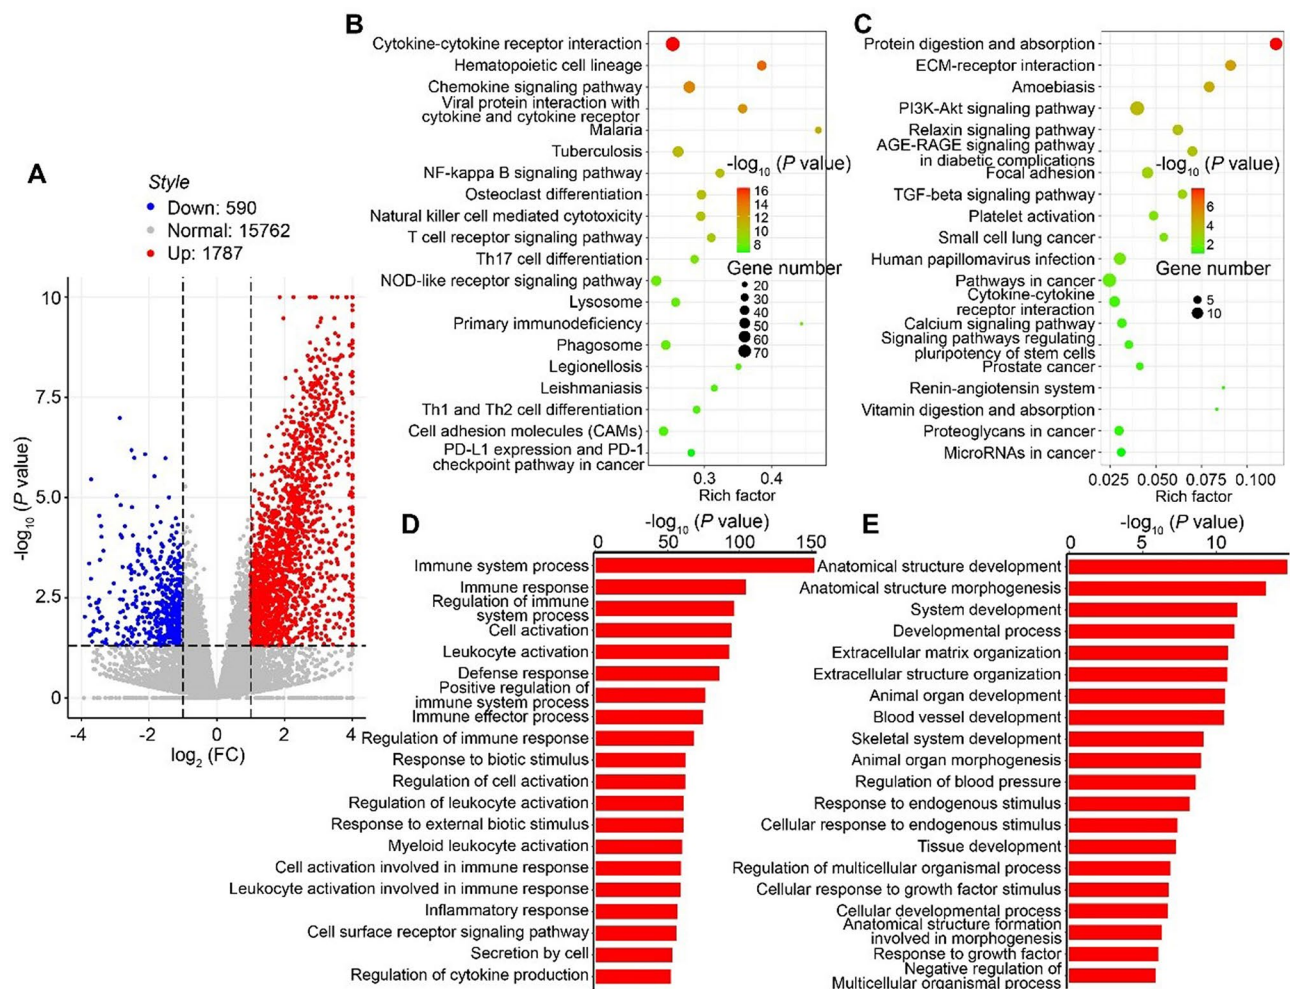 A
Style
Down: 590
Normal: 15762
Up: 1787
-log10 (P value)
10
7.5
5.0
2.5
0
-4
-2
0
2
4
log2 (FC)
B
Cytokine-cytokine receptor interaction
Hematopoietic cell lineage
Chemokine signaling pathway
Viral protein interaction with
cytokine and cytokine receptor
Malaria
Tuberculosis
NF-kappa B signaling pathway
Osteoclast differentiation
Natural killer cell mediated cytotoxicity
T cell receptor signaling pathway
Th17 cell differentiation
NOD-like receptor signaling pathway
Lysosome
Primary immunodeficiency
Phagosome
Legionellosis
Leishmaniasis
Th1 and Th2 cell differentiation
Cell adhesion molecules (CAMs)
PD-L1 expression and PD-1
checkpoint pathway in cancer
0.3
0.4
Rich factor
-log10 (P value)
16
14
12
10
8
Gene number
20
30
40
50
60
70
C
Protein digestion and absorption
ECM-receptor interaction
Amoebiasis
PI3K-Akt signaling pathway
Relaxin signaling pathway
AGE-RAGE signaling pathway
in diabetic complications
Focal adhesion
TGF-beta signaling pathway
Platelet activation
Small cell lung cancer
Human papillomavirus infection
Pathways in cancer
Cytokine-cytokine
receptor interaction
Calcium signaling pathway
Signaling pathways regulating
pluripotency of stem cells
Prostate cancer
Renin-angiotensin system
Vitamin digestion and absorption
Proteoglycans in cancer
MicroRNAs in cancer
0.025
0.050
0.075
0.100
Rich factor
-log10 (P value)
6
4
2
Gene number
5
10
D
-log10 (P value)
0
50
100
150
Immune system process
Immune response
Regulation of immune
system process
Cell activation
Leukocyte activation
Defense response
Positive regulation of
immune system process
Immune effector process
Regulation of immune response
Response to biotic stimulus
Regulation of cell activation
Regulation of leukocyte activation
Response to external biotic stimulus
Myeloid leukocyte activation
Cell activation involved in immune response
Leukocyte activation involved in immune response
Inflammatory response
Cell surface receptor signaling pathway
Secretion by cell
Regulation of cytokine production
E
-log10 (P value)
0
5
10
Anatomical structure development
Anatomical structure morphogenesis
System development
Developmental process
Extracellular matrix organization
Extracellular structure organization
Animal organ development
Blood vessel development
Skeletal system development
Animal organ morphogenesis
Regulation of blood pressure
Response to endogenous stimulus
Cellular response to endogenous stimulus
Tissue development
Regulation of multicellular organismal process
Cellular response to growth factor stimulus
Cellular developmental process
Anatomical structure formation
involved in morphogenesis
Response to growth factor
Negative regulation of
Multicellular organismal process